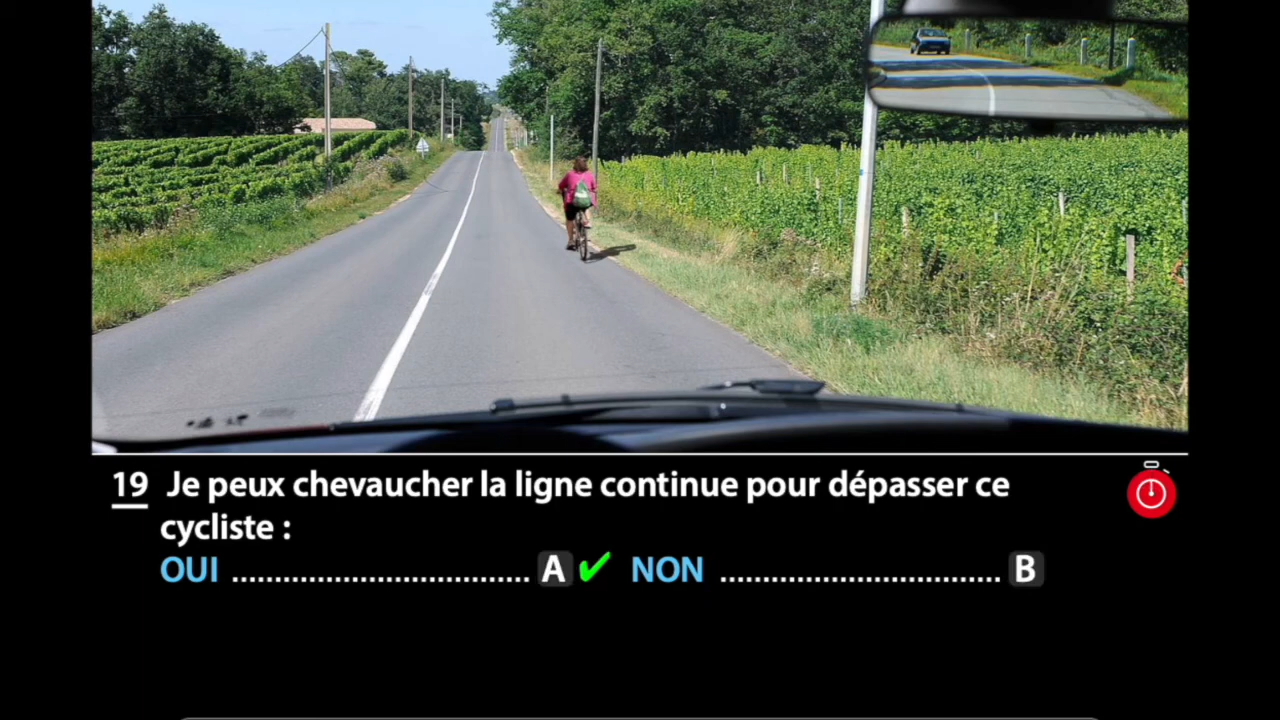 19 Je peux chevaucher la ligne continue pour dépasser ce
cycliste :
OUI .................................. A ✔ NON ................................ B